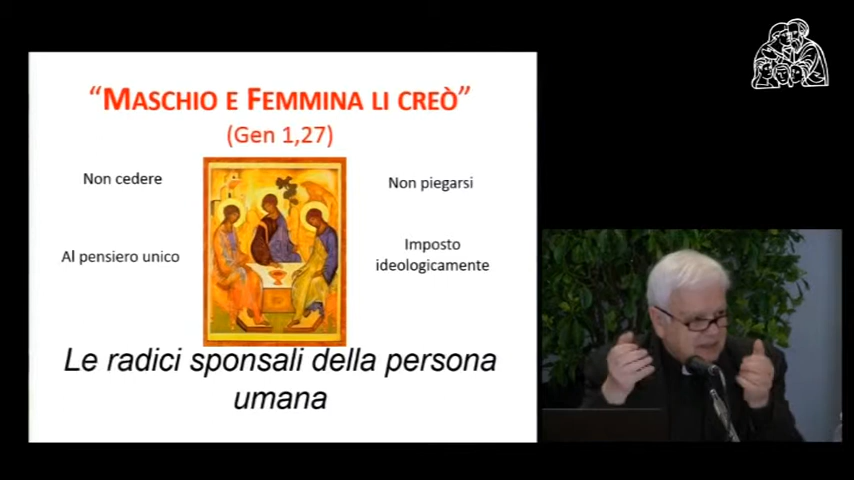 “MASCHIO E FEMMINA LI CREÒ”
(Gen 1,27)
Non cedere
Non piegarsi
Al pensiero unico
Imposto
ideologicamente
Le radici sponsali della persona
umana